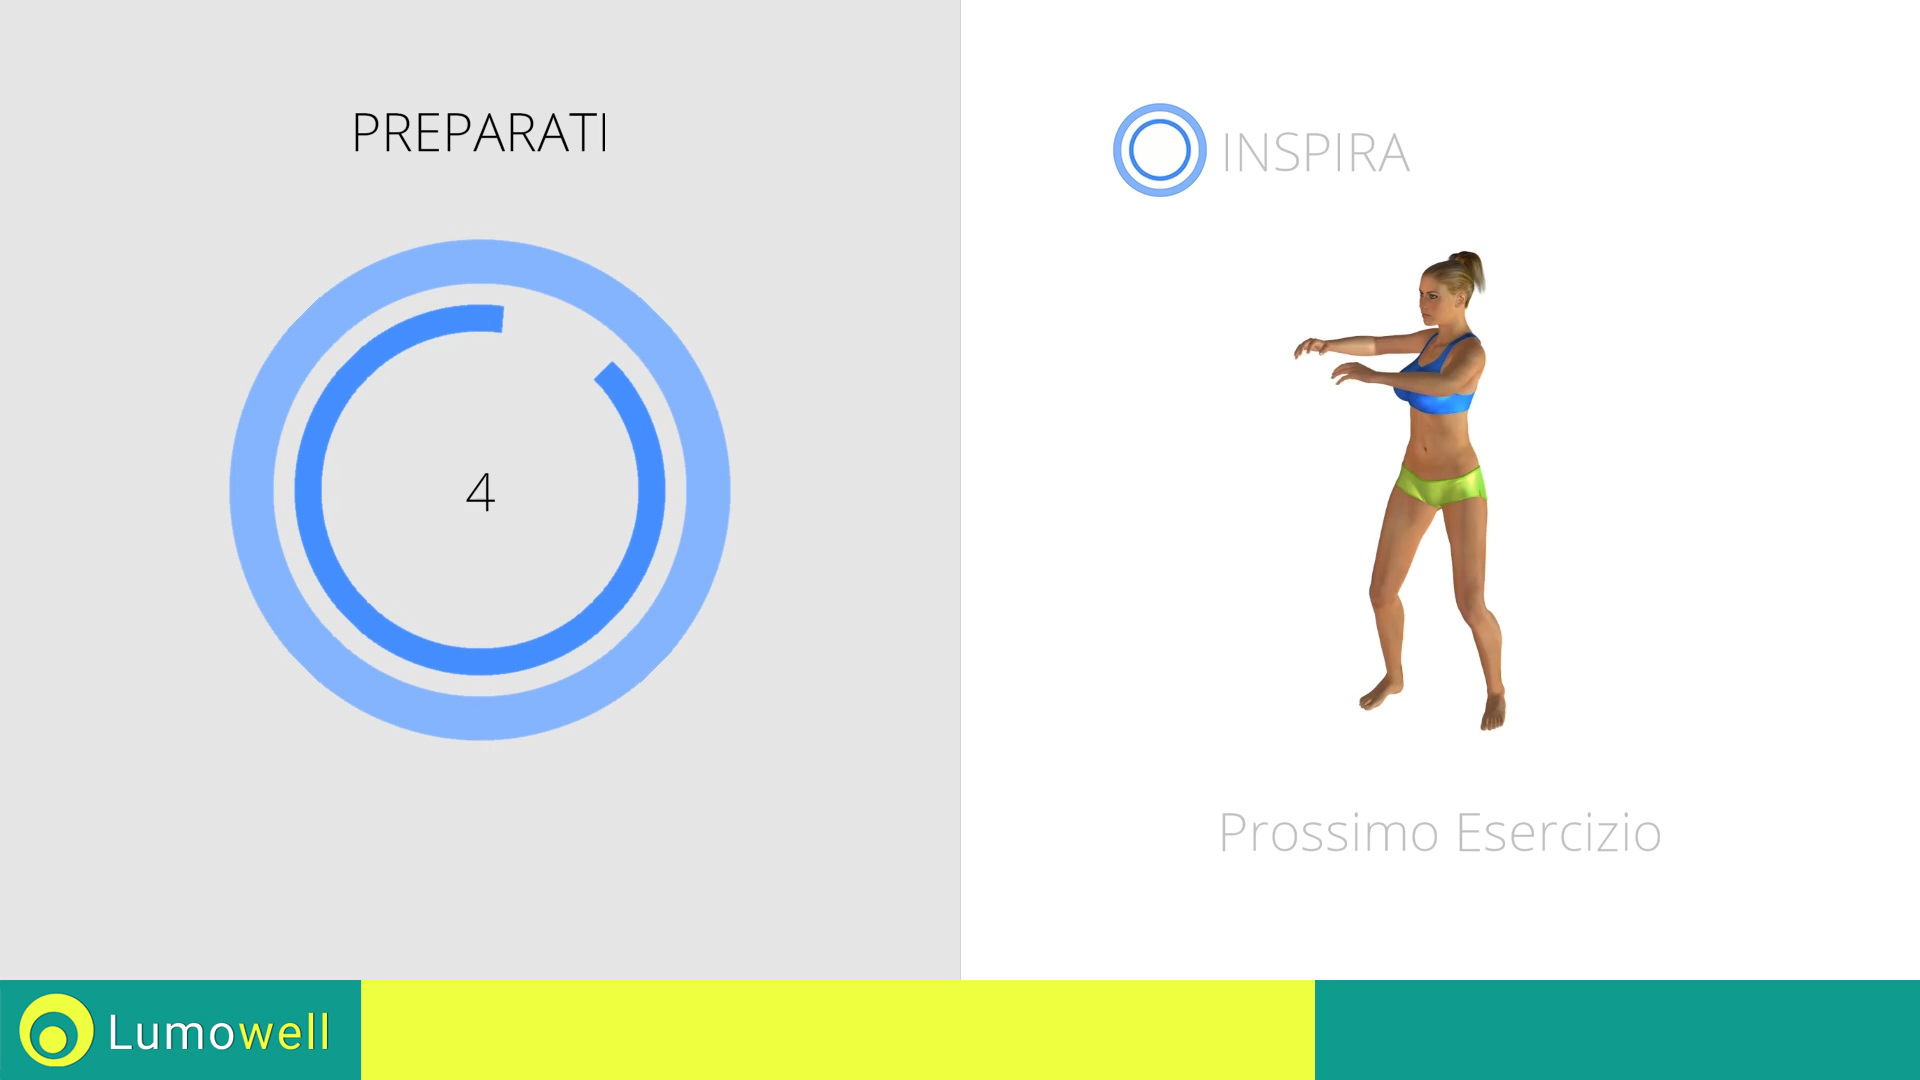 PREPARATI
4
INSPIRA
Prossimo Esercizio
Lumowell